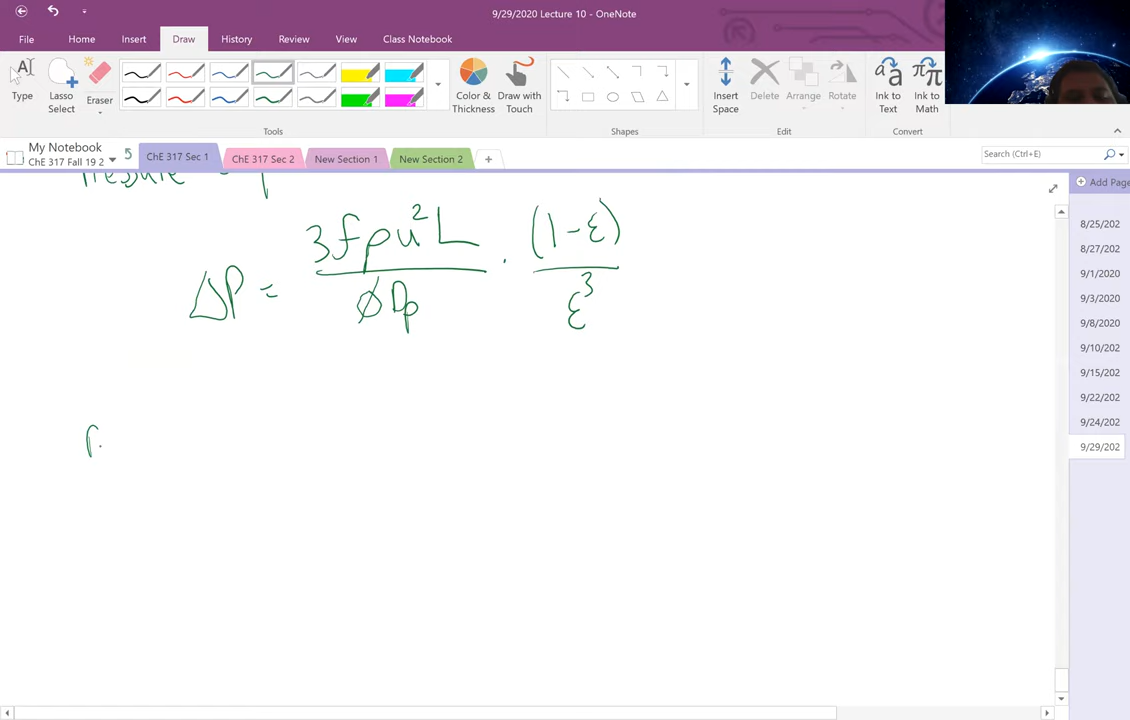 9/29/2020 Lecture 10 - OneNote
File Home Insert Draw History Review View Class Notebook
Type Lasso Select Eraser Color & Thickness Draw with Touch Insert Space Delete Arrange Rotate Ink to Text Ink to Math
Tools Shapes Edit Convert
My Notebook
ChE 317 Fall 19 2
ChE 317 Sec 1 ChE 317 Sec 2 New Section 1 New Section 2 +
Search (Ctrl+E)
Add Page
ΔP = 3fρu²L / ΦDp · (1-ε) / ε³
8/25/202
8/27/202
9/1/2020
9/3/2020
9/8/2020
9/10/202
9/15/202
9/22/202
9/24/202
9/29/202